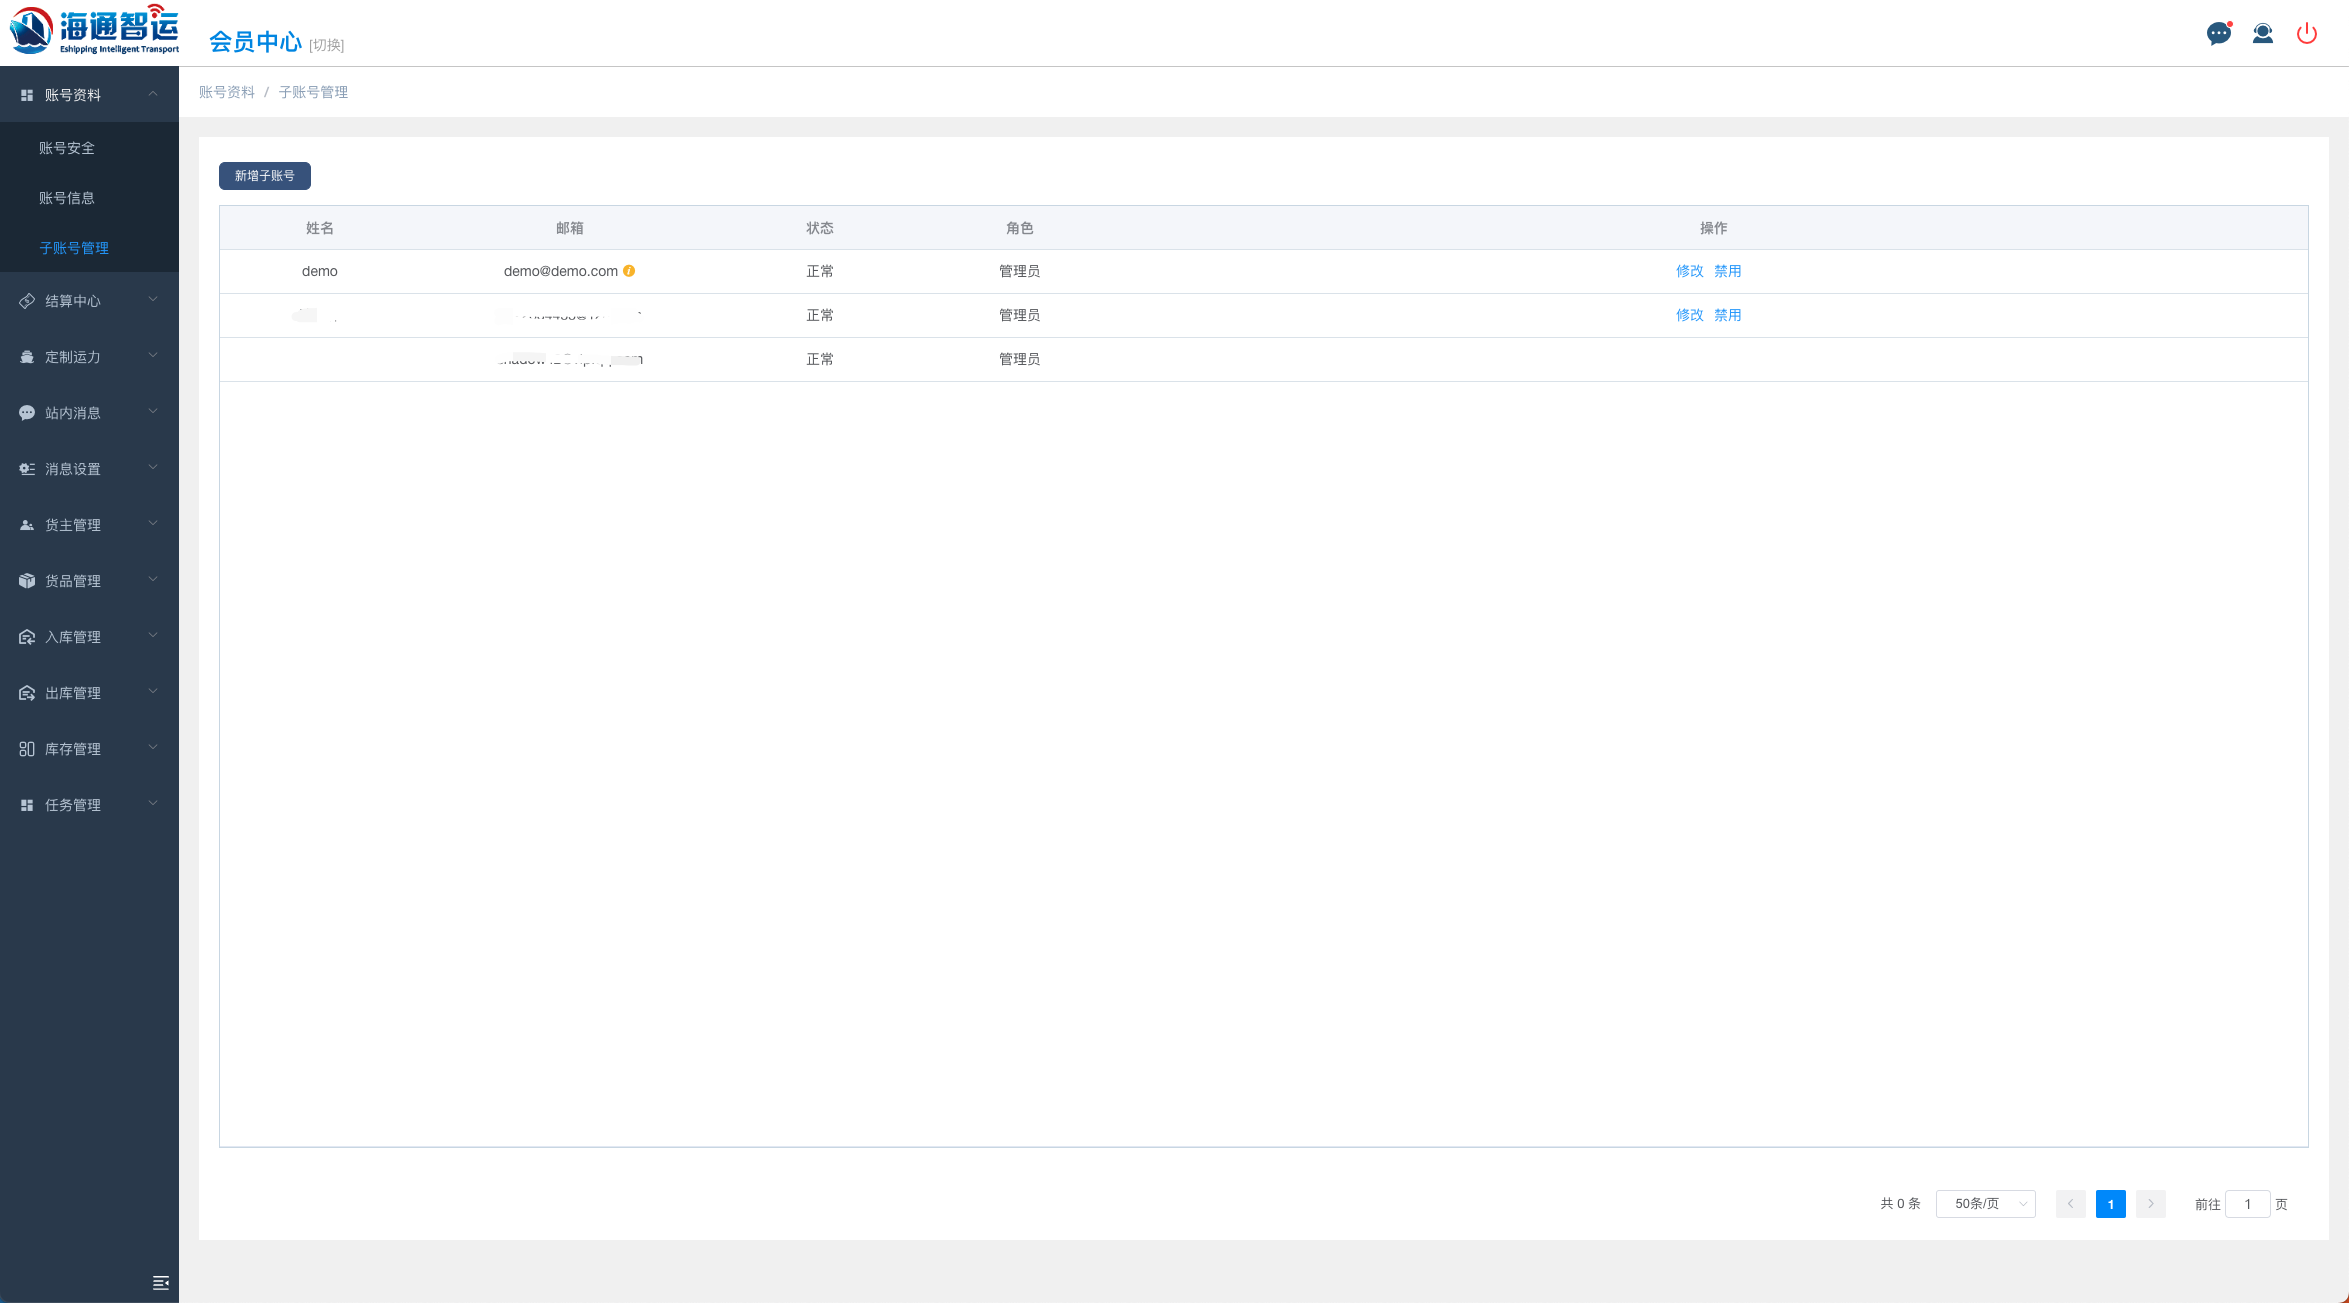 海通智运
Eshipping Intelligent Transport
会员中心 [切换]
账号资料
账号安全
账号信息
子账号管理
结算中心
定制运力
站内消息
消息设置
货主管理
货品管理
入库管理
出库管理
库存管理
任务管理
账号资料 / 子账号管理
新增子账号
姓名 邮箱 状态 角色 操作
demo demo@demo.com 正常 管理员 修改 禁用
正常 管理员 修改 禁用
正常 管理员
共 0 条 50条/页 1 前往 1 页